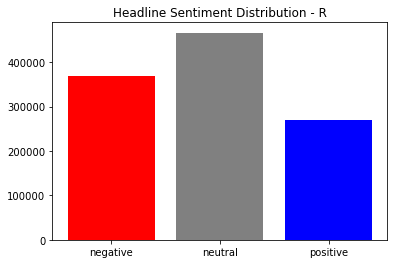 Headline Sentiment Distribution - R
400000
300000
200000
100000
0
negative neutral positive